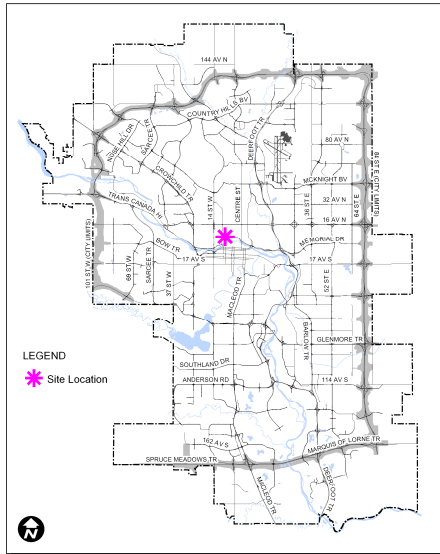 144 AV N
COUNTRY HILLS BV
SARCEE TR
NOSE HILL DR
DEERFOOT TR
80 AV N
CROWCHILD TR
MCKNIGHT BV
14 ST W
CENTRE ST
36 ST E
32 AV N
84 ST E (CITY LIMITS)
64 ST E
TRANS CANADA HI
16 AV N
MEMORIAL DR
BOW TR
17 AV S
17 AV S
101 ST W (CITY LIMITS)
69 ST W
SARCEE TR
37 ST W
MACLEOD TR
52 ST E
BARLOW TR
GLENMORE TR
LEGEND
Site Location
SOUTHLAND DR
ANDERSON RD
114 AV S
162 AV S
MARQUIS OF LORNE TR
SPRUCE MEADOWS TR
MACLEOD TR
DEERFOOT TR
N